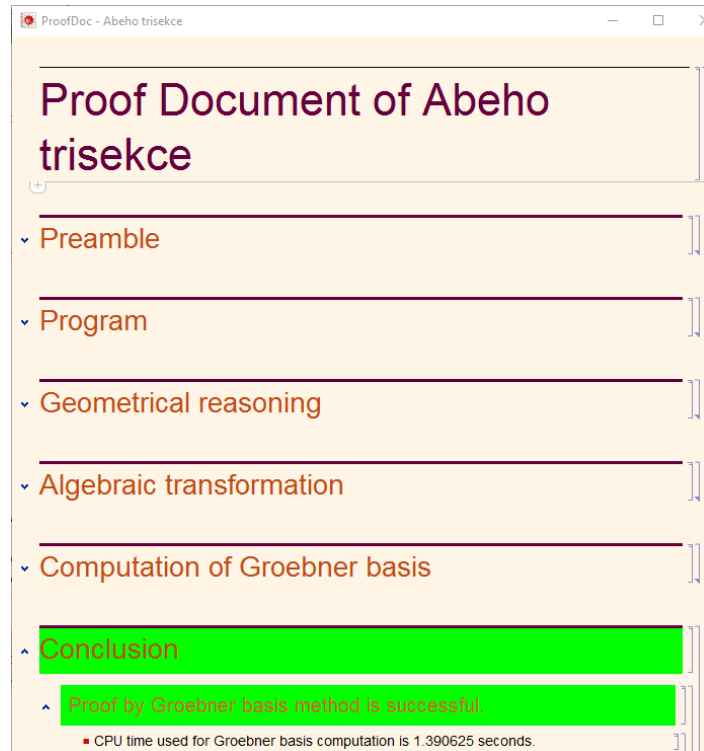 ProofDoc - Abeho trisekce
Proof Document of Abeho
trisekce
Preamble
Program
Geometrical reasoning
Algebraic transformation
Computation of Groebner basis
Conclusion
Proof by Groebner basis method is successful.
CPU time used for Groebner basis computation is 1.390625 seconds.